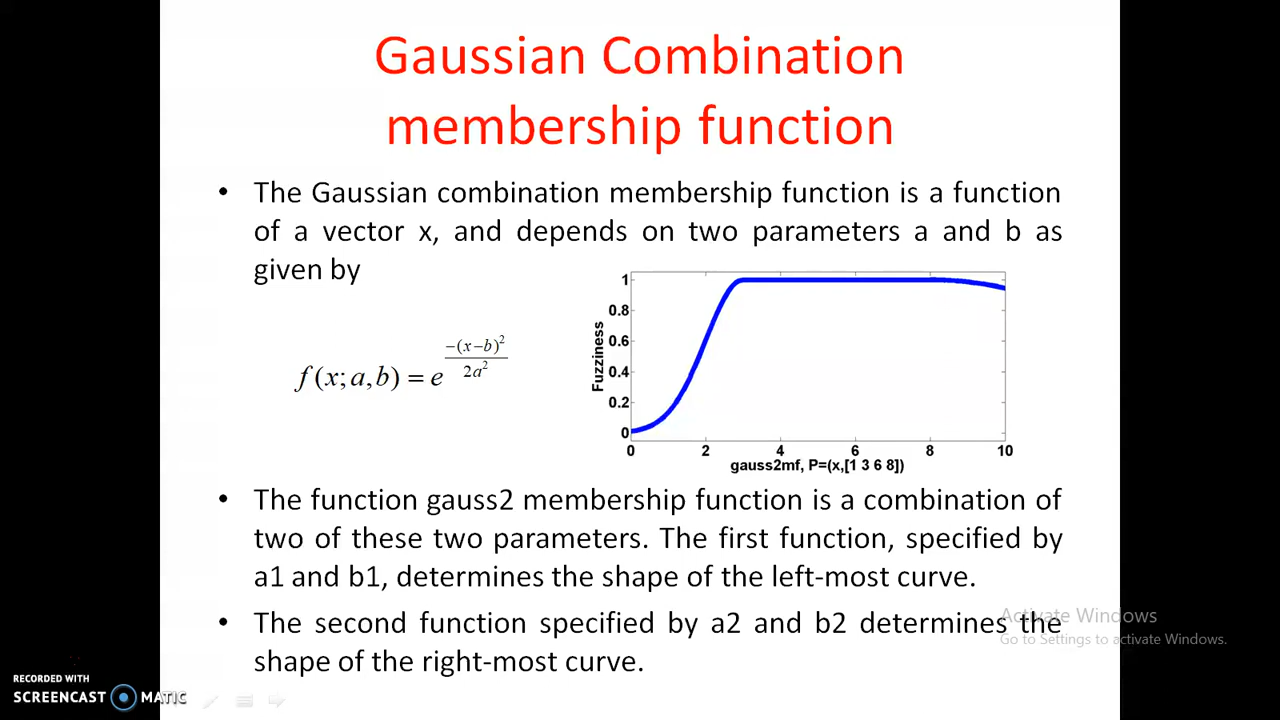 Gaussian Combination
membership function
• The Gaussian combination membership function is a function
of a vector x, and depends on two parameters a and b as
given by
f(x;a,b) = e^{\frac{-(x-b)^2}{2a^2}}
Fuzziness
1
0.8
0.6
0.4
0.2
0
0 2 4 6 8 10
gauss2mf, P=(x,[1 3 6 8])
• The function gauss2 membership function is a combination of
two of these two parameters. The first function, specified by
a1 and b1, determines the shape of the left-most curve.
• The second function specified by a2 and b2 determines the
shape of the right-most curve.
Activate Windows
Go to Settings to activate Windows.
RECORDED WITH
SCREENCAST MATIC